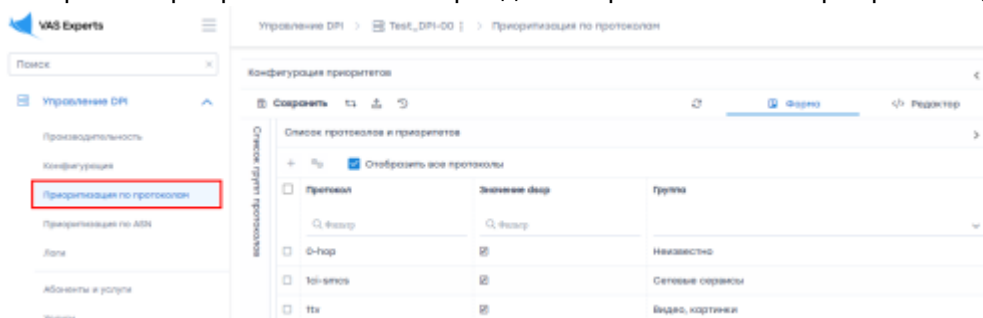 VAS Experts
Управление DPI > Test_DPI-00 > Приоритизация по протоколам
Поиск
Конфигурация приоритетов
Управление DPI
Сохранить
Форма
</> Редактор
Производительность
Список групп протоколов
Список протоколов и приоритетов
Конфигурация
Отобразить все протоколы
Приоритизация по протоколам
Протокол
Значение dscp
Группа
Приоритизация по ASN
Фильтр
Фильтр
Логи
0-hop
Неизвестно
1ci-smcs
Сетевые сервисы
Абоненты и услуги
ttx
Видео, картинки